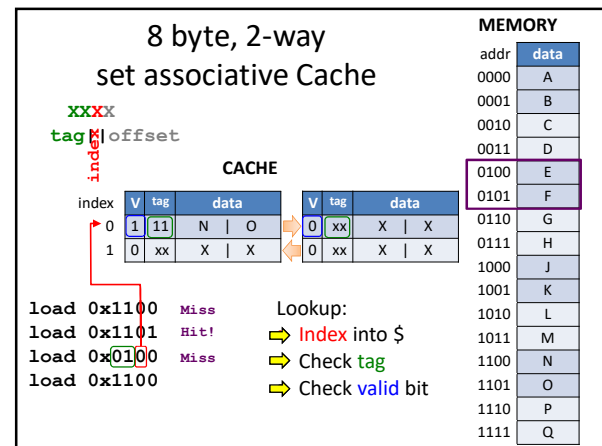 8 byte, 2-way
set associative Cache
MEMORY
addr data
0000 A
0001 B
0010 C
0011 D
0100 E
0101 F
0110 G
0111 H
1000 J
1001 K
1010 L
1011 M
1100 N
1101 O
1110 P
1111 Q
XXXX
tag||offset
index
CACHE
index V tag data V tag data
0 1 11 N | O 0 xx X | X
1 0 xx X | X 0 xx X | X
load 0x1100 Miss
load 0x1101 Hit!
load 0x0100 Miss
load 0x1100
Lookup:
Index into $
Check tag
Check valid bit